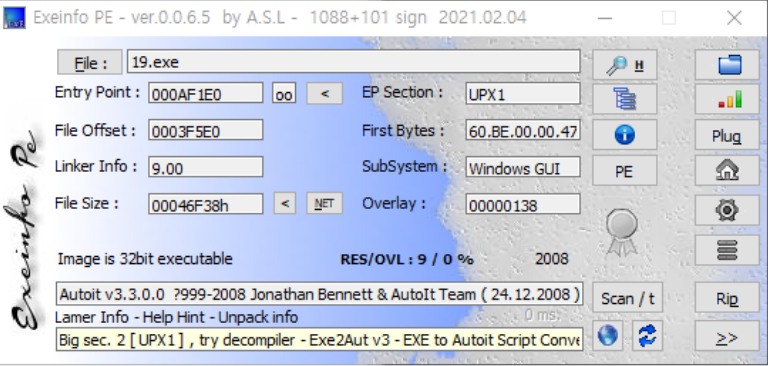 Exeinfo PE - ver.0.0.6.5 by A.S.L - 1088+101 sign 2021.02.04
File : 19.exe H
Entry Point : 000AF1E0 oo < EP Section : UPX1
File Offset : 0003F5E0 First Bytes : 60.BE.00.00.47 Plug
Linker Info : 9.00 SubSystem : Windows GUI PE
File Size : 00046F38h < NET Overlay : 00000138
Image is 32bit executable RES/OVL : 9 / 0 % 2008
Autoit v3.3.0.0 ?999-2008 Jonathan Bennett & AutoIt Team ( 24.12.2008 ) Scan / t Rip
Lamer Info - Help Hint - Unpack info 0 ms.
Big sec. 2 [ UPX1 ] , try decompiler - Exe2Aut v3 - EXE to Autoit Script Conve >>
Exeinfo Pe